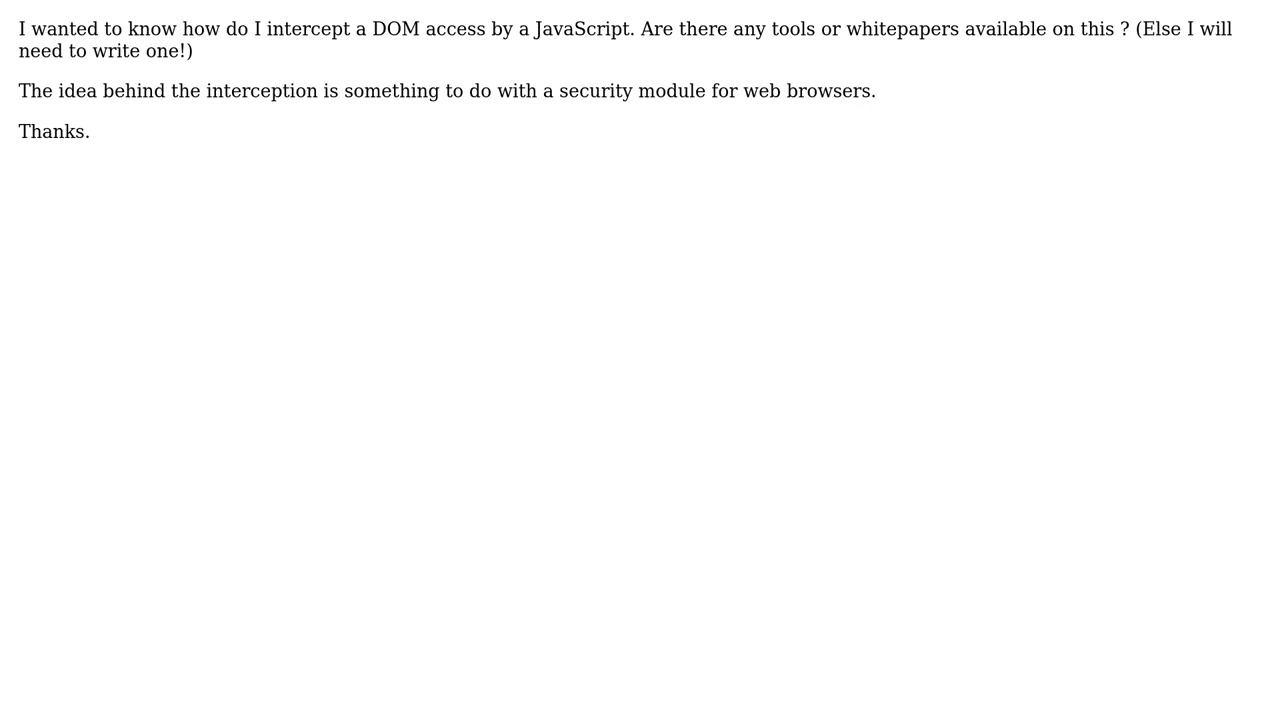 I wanted to know how do I intercept a DOM access by a JavaScript. Are there any tools or whitepapers available on this ? (Else I will
need to write one!)
The idea behind the interception is something to do with a security module for web browsers.
Thanks.